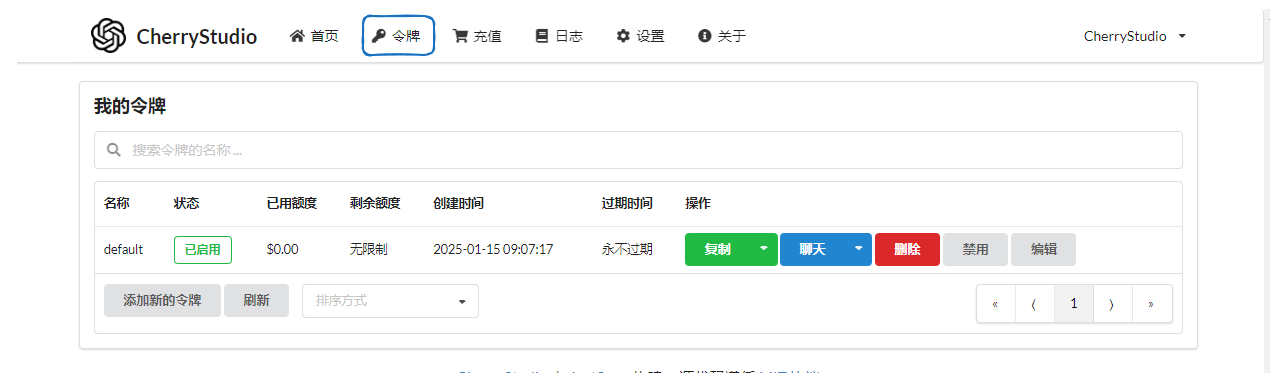 CherryStudio 首页 令牌 充值 日志 设置 关于 CherryStudio
我的令牌
搜索令牌的名称 ...
名称 状态 已用额度 剩余额度 创建时间 过期时间 操作
default 已启用 $0.00 无限制 2025-01-15 09:07:17 永不过期 复制 聊天 删除 禁用 编辑
添加新的令牌 刷新 排序方式 « ⟨ 1 ⟩ »